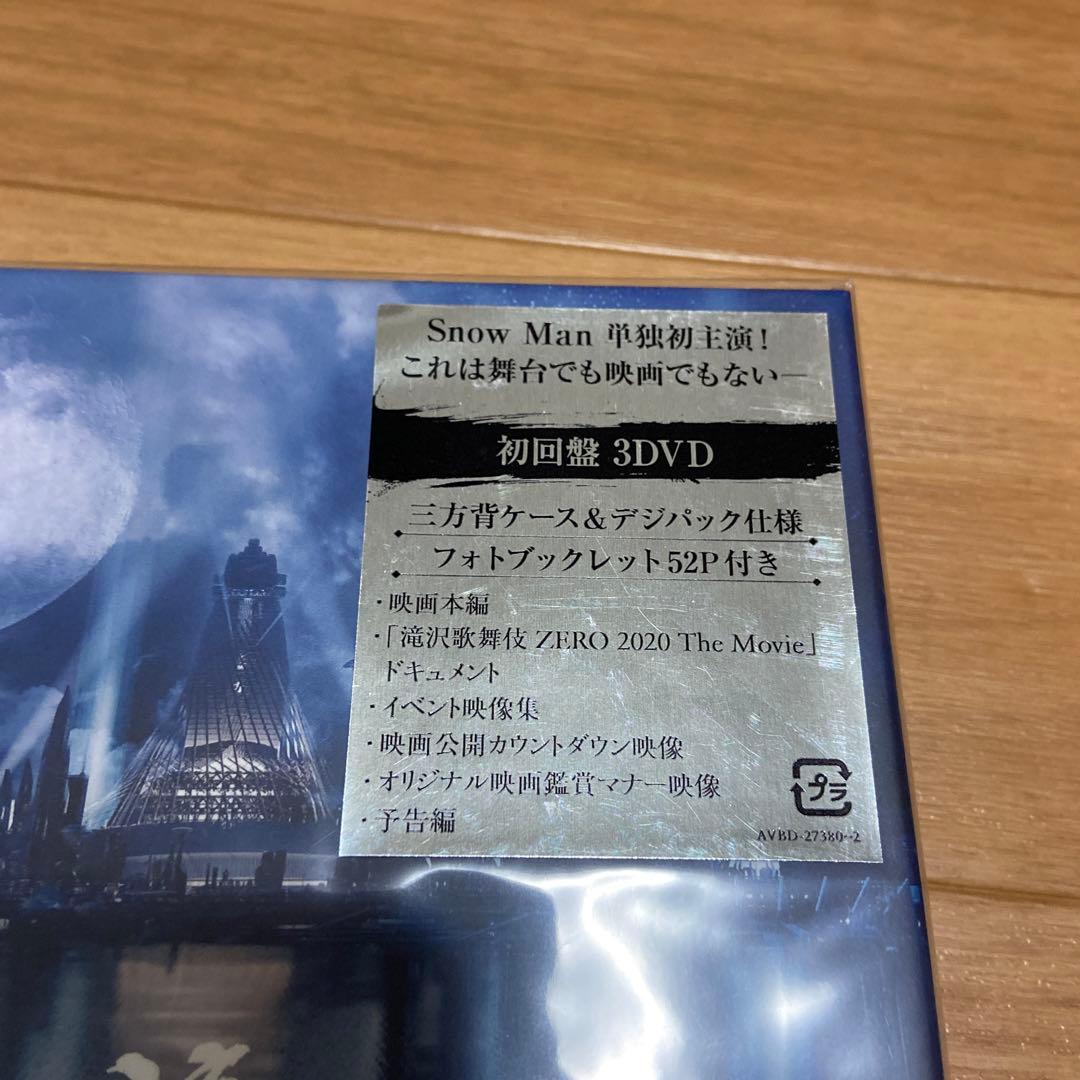 Snow Man 単独初主演!
これは舞台でも映画でもない—
初回盤 3DVD
三方背ケース&デジパック仕様
フォトブックレット52P付き
・映画本編
・「滝沢歌舞伎 ZERO 2020 The Movie」
ドキュメント
・イベント映像集
・映画公開カウントダウン映像
・オリジナル映画鑑賞マナー映像
・予告編
プラ
AVBD-27380~2